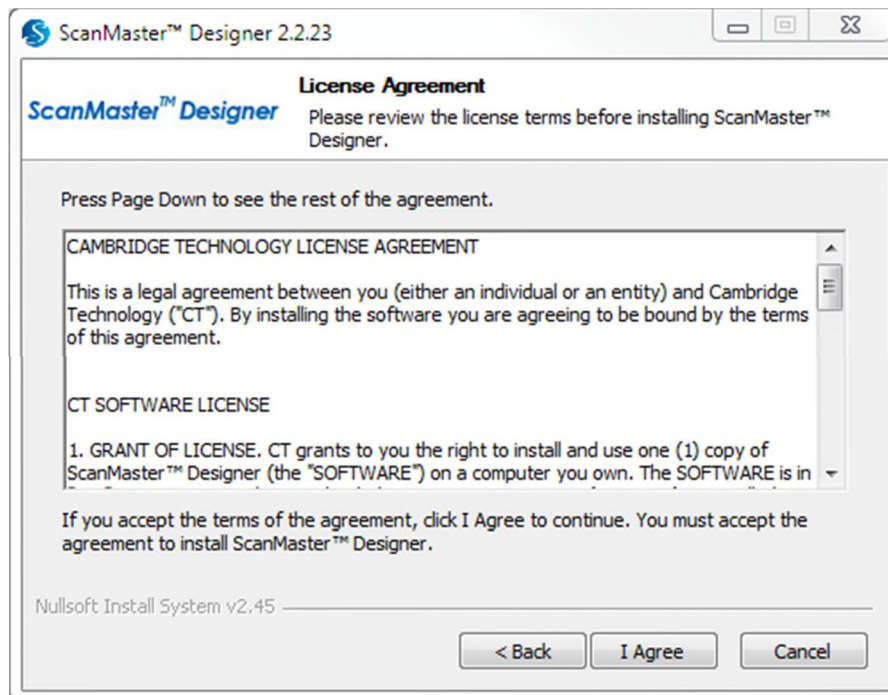 ScanMaster™ Designer 2.2.23
ScanMaster™ Designer
License Agreement
Please review the license terms before installing ScanMaster™
Designer.
Press Page Down to see the rest of the agreement.
CAMBRIDGE TECHNOLOGY LICENSE AGREEMENT
This is a legal agreement between you (either an individual or an entity) and Cambridge
Technology ("CT"). By installing the software you are agreeing to be bound by the terms
of this agreement.
CT SOFTWARE LICENSE
1. GRANT OF LICENSE. CT grants to you the right to install and use one (1) copy of
ScanMaster™ Designer (the "SOFTWARE") on a computer you own. The SOFTWARE is in
If you accept the terms of the agreement, click I Agree to continue. You must accept the
agreement to install ScanMaster™ Designer.
Nullsoft Install System v2.45
< Back
I Agree
Cancel